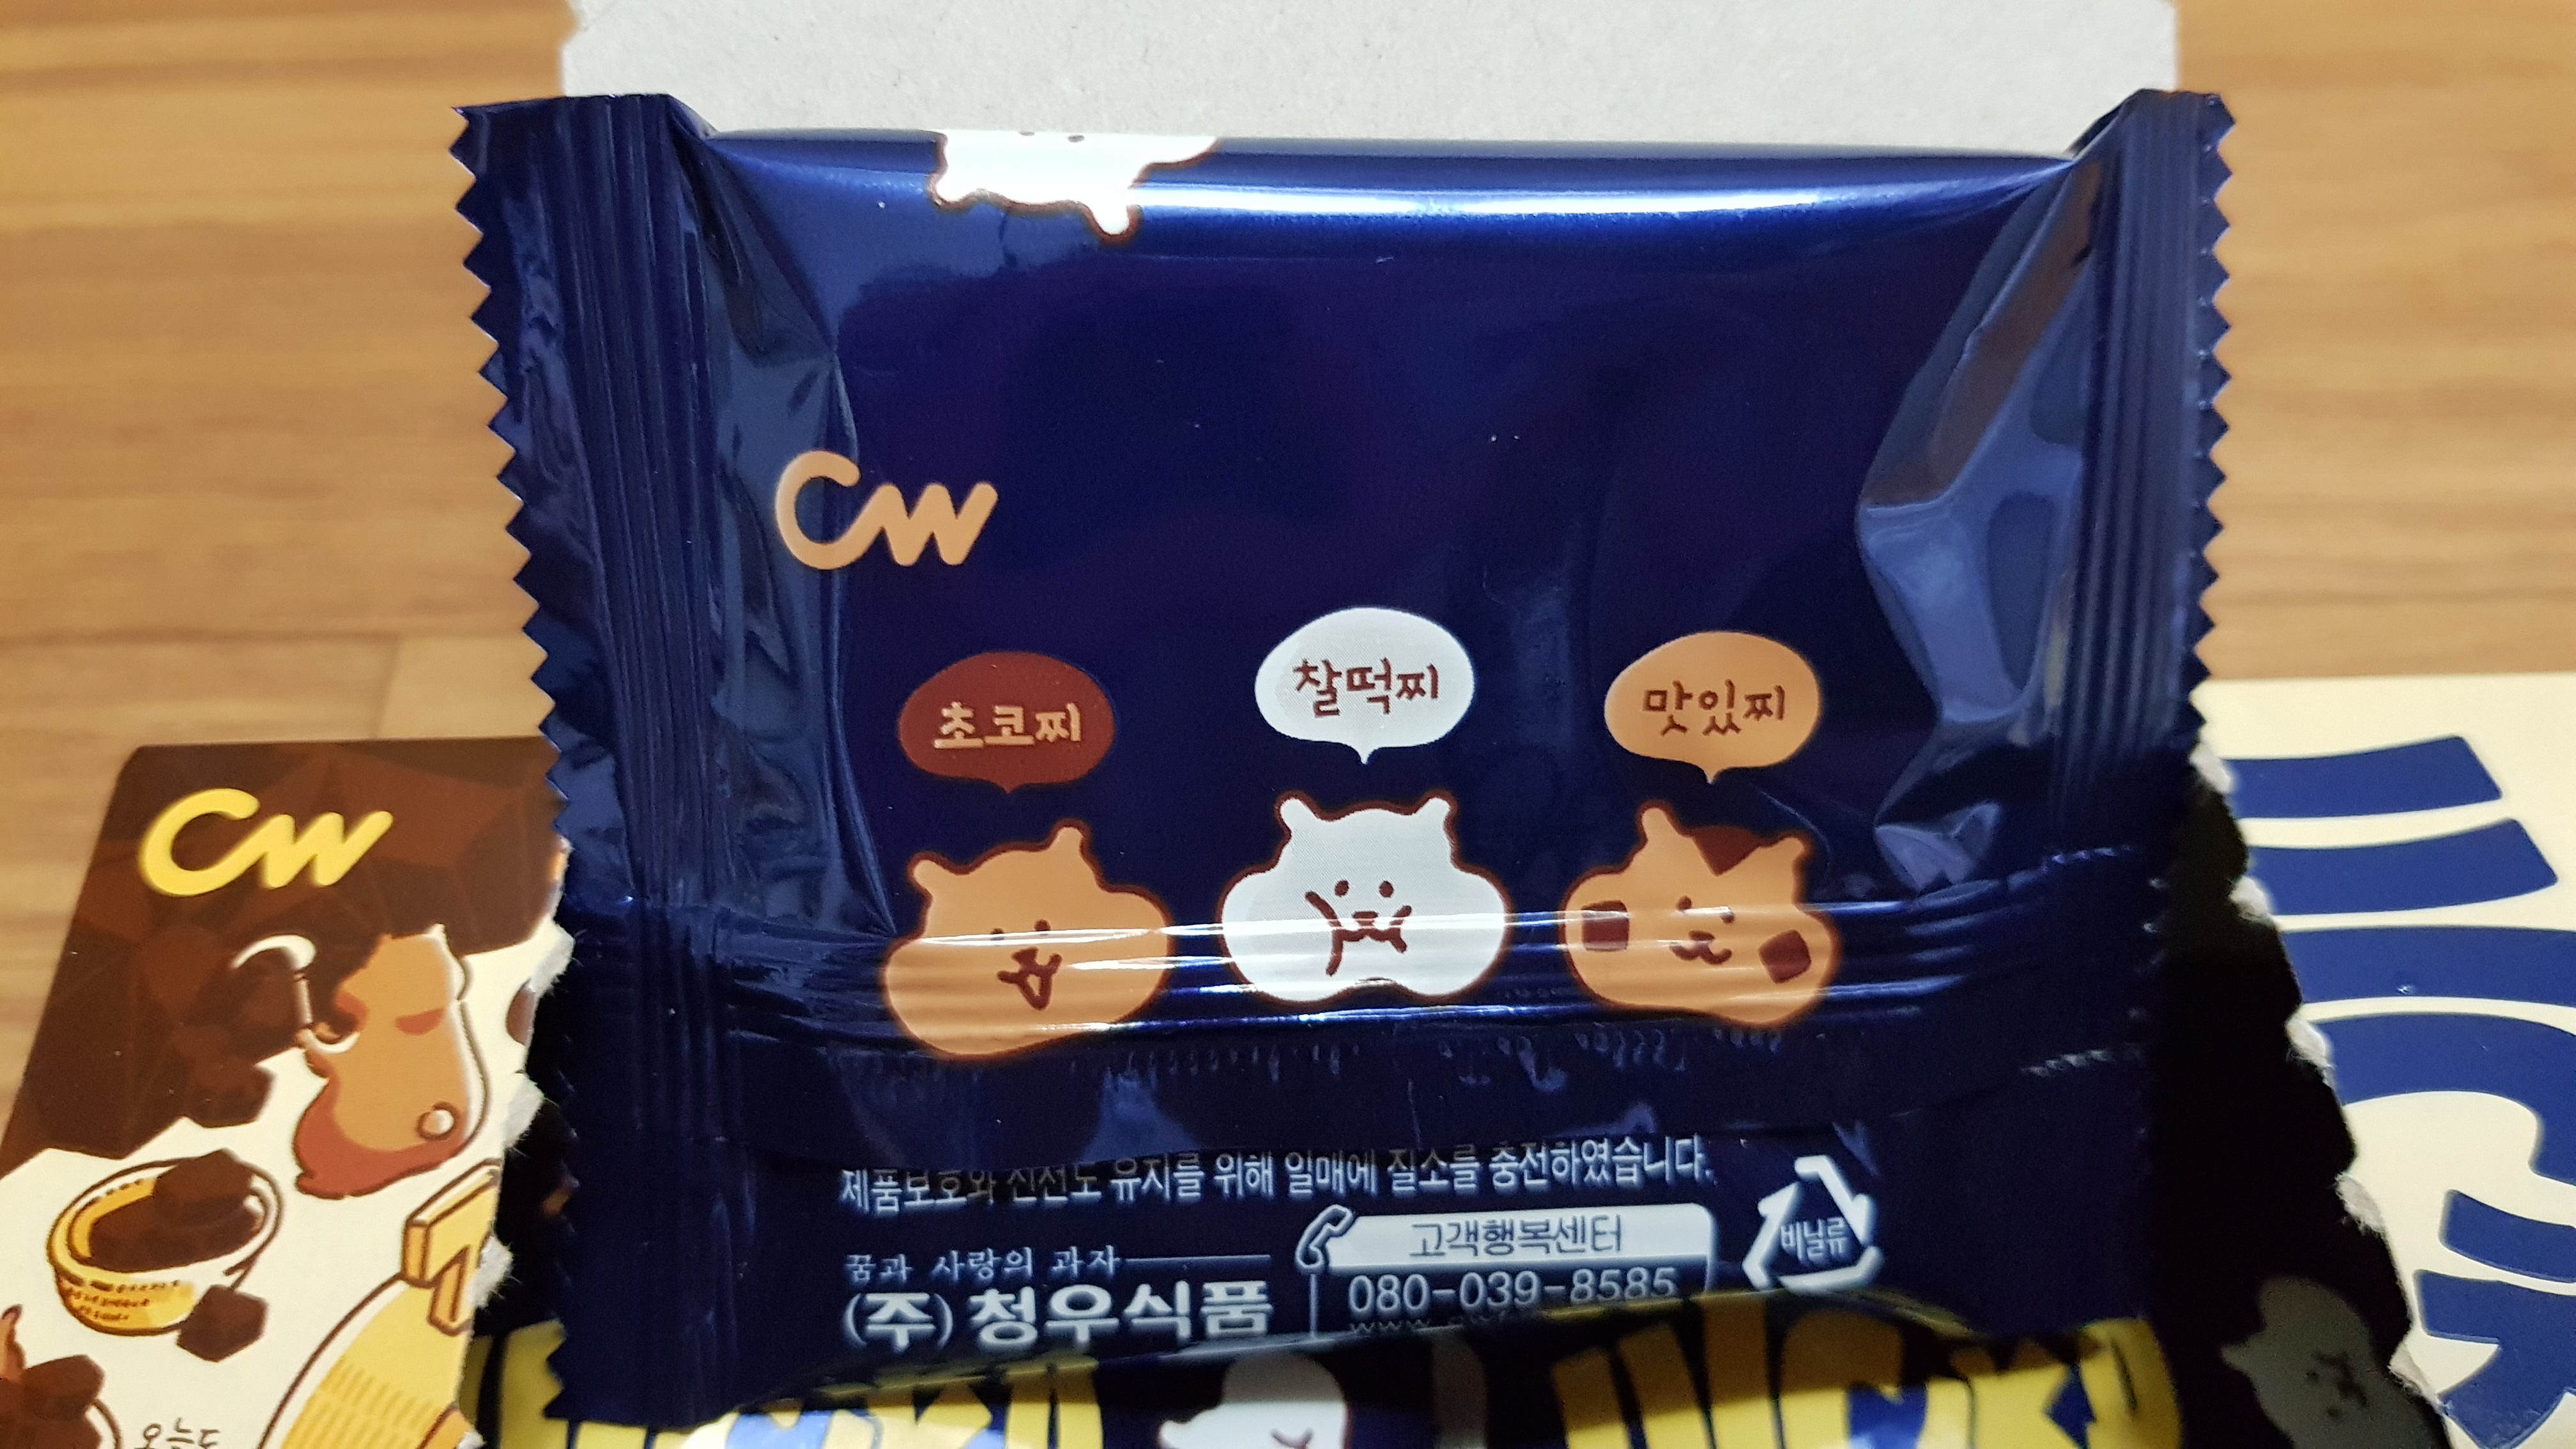 CW
초코찌
찰떡찌
맛있찌
CW
제품보호와 신선도 유지를 위해 일매에 질소를 충전하였습니다.
비닐류
고객행복센터
080-039-8585
꿈과 사랑의 과자
(주)청우식품
오늘도